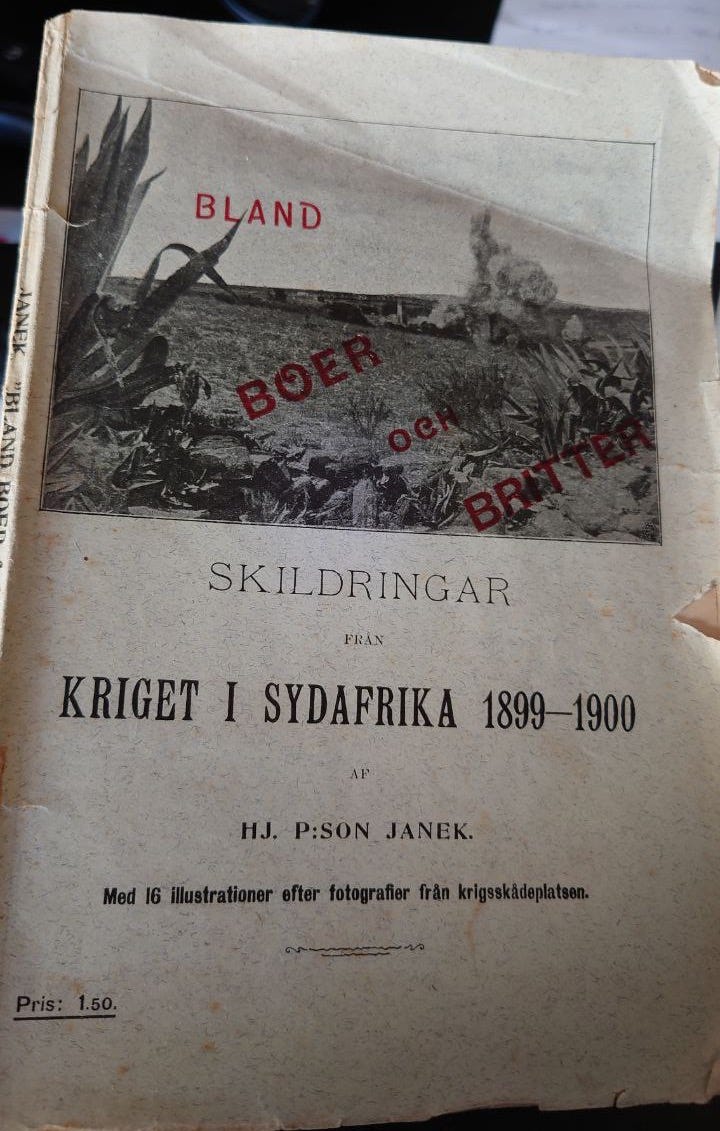 BLAND
BOER
OCH
BRITTER
SKILDRINGAR
FRÅN
KRIGET I SYDAFRIKA 1899–1900
AF
HJ. P:SON JANEK.
Med 16 illustrationer efter fotografier från krigsskådeplatsen.
Pris: 1.50.
JANEK, "BLAND BOER